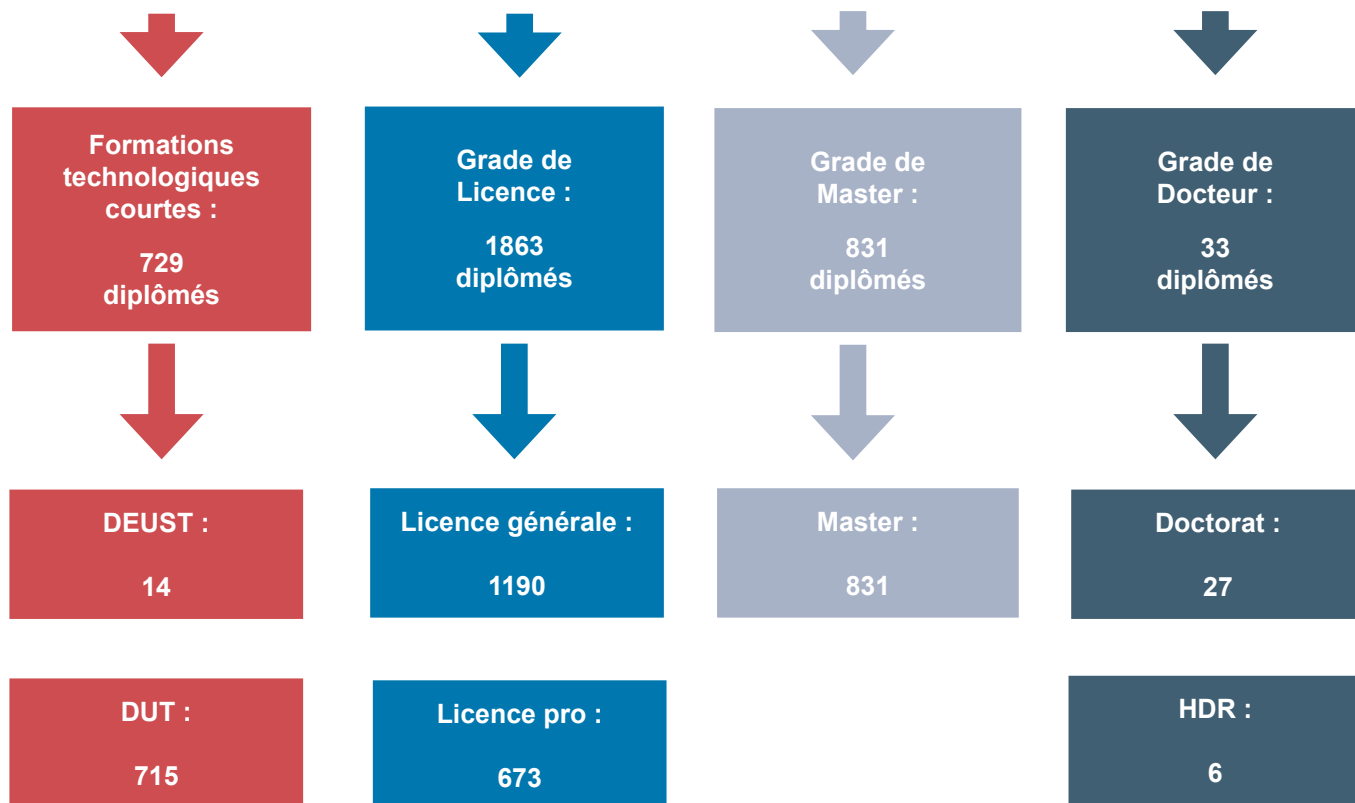 Formations
technologiques
courtes :
729
diplômés
Grade de
Licence :
1863
diplômés
Grade de
Master :
831
diplômés
Grade de
Docteur :
33
diplômés
DEUST :
14
Licence générale :
1190
Master :
831
Doctorat :
27
DUT :
715
Licence pro :
673
HDR :
6